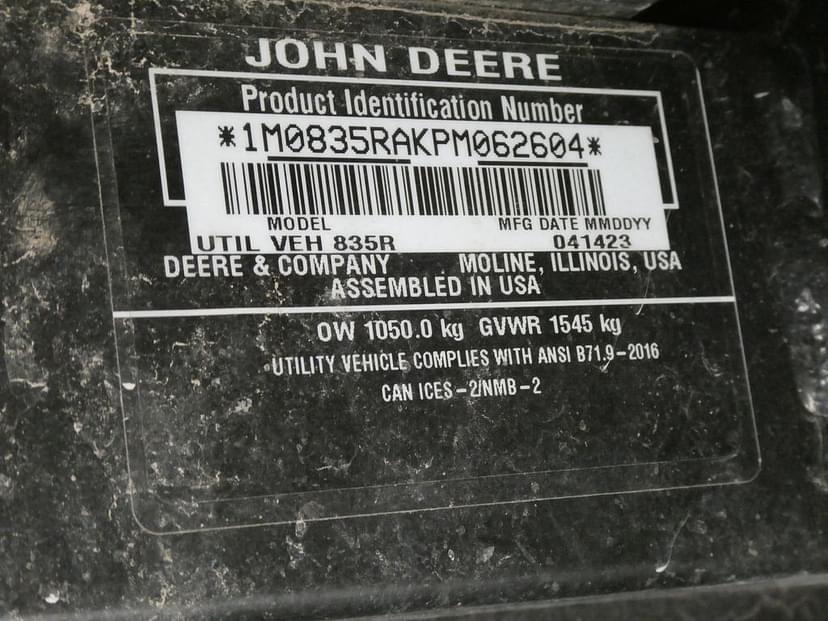 JOHN DEERE
Product Identification Number
*1M0835RAKPM062604*
MODEL MFG DATE MMDDYY
UTIL VEH 835R 041423
DEERE & COMPANY MOLINE, ILLINOIS, USA
ASSEMBLED IN USA
OW 1050.0 kg GVWR 1545 kg
UTILITY VEHICLE COMPLIES WITH ANSI B71.9-2016
CAN ICES-2/NMB-2